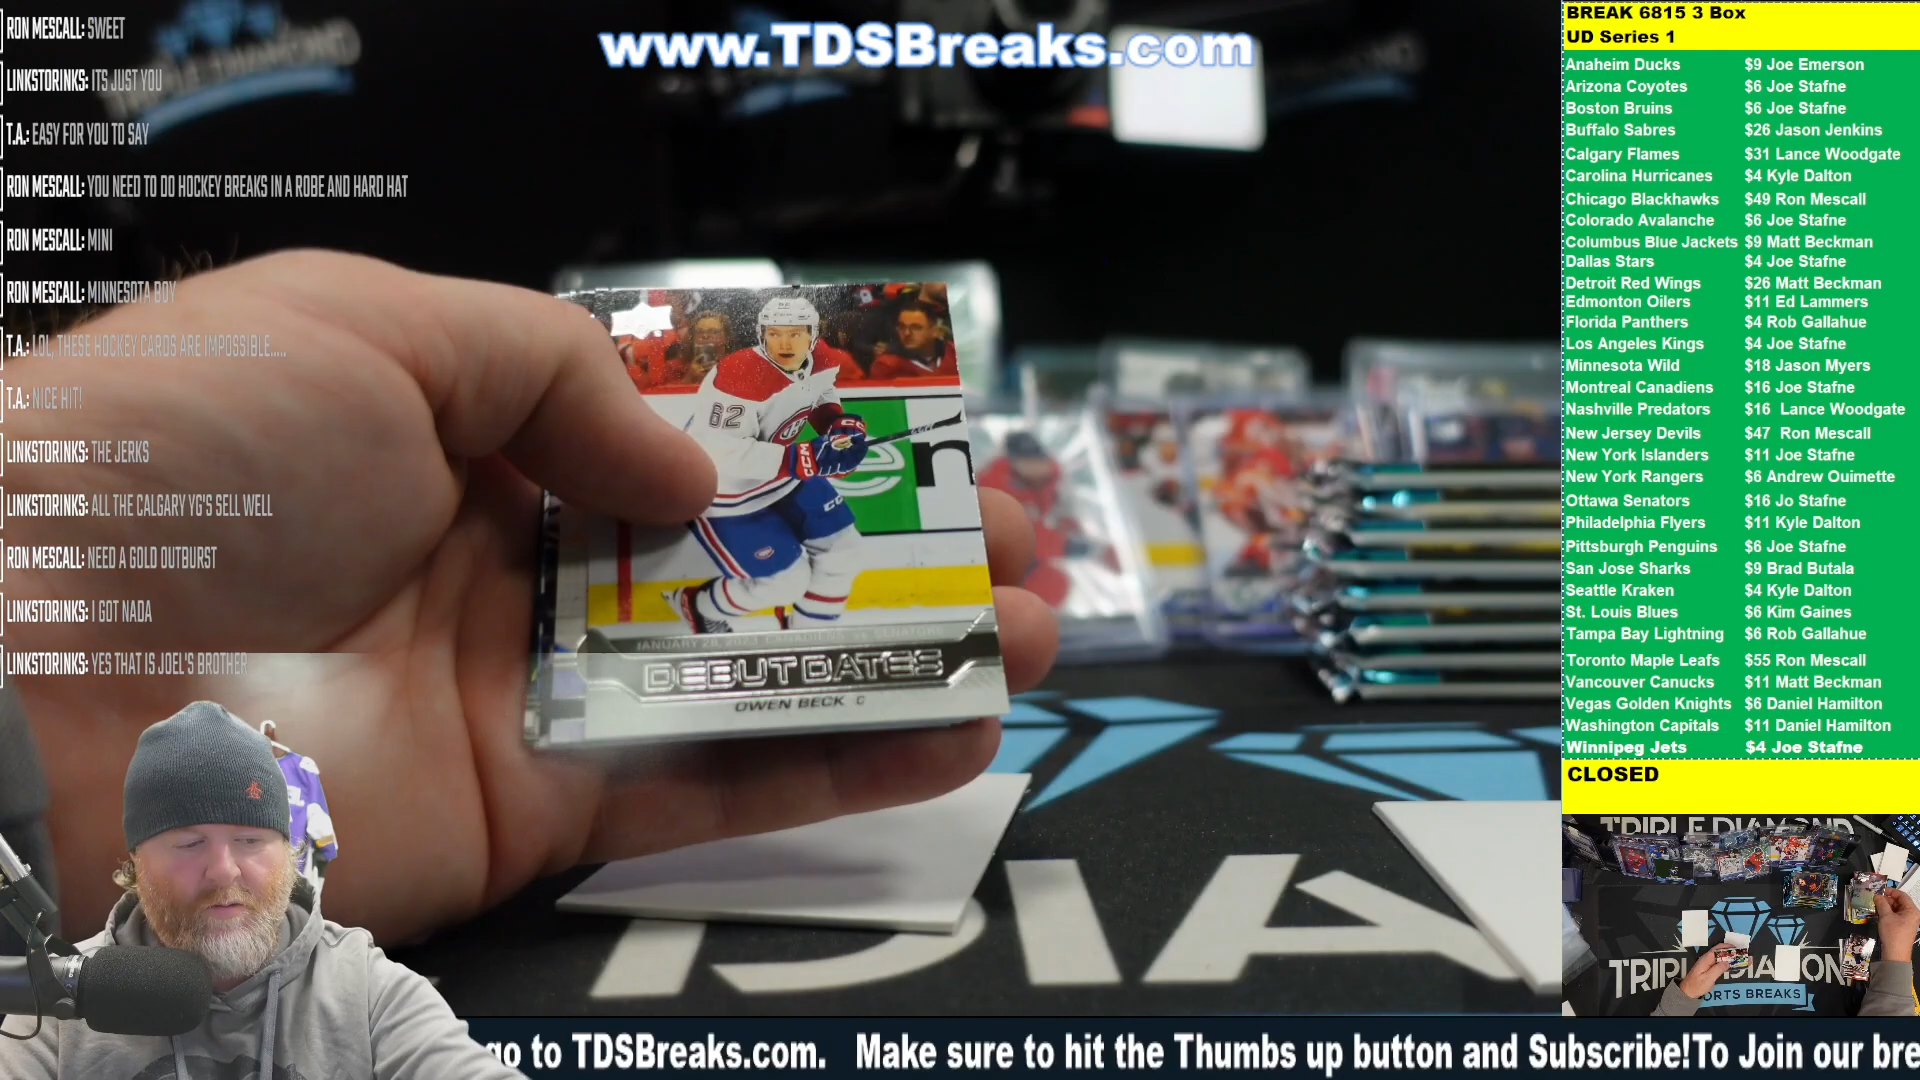 www.TDSBreaks.com
RON MESCALL: SWEET
LINKSTORINKS: ITS JUST YOU
T.A.: EASY FOR YOU TO SAY
RON MESCALL: YOU NEED TO DO HOCKEY BREAKS IN A ROBE AND HARD HAT
RON MESCALL: MINI
RON MESCALL: MINNESOTA BOY
T.A.: LOL, THESE HOCKEY CARDS ARE IMPOSSIBLE.....
T.A.: NICE HIT!
LINKSTORINKS: THE JERKS
LINKSTORINKS: ALL THE CALGARY YG'S SELL WELL
RON MESCALL: NEED A GOLD OUTBURST
LINKSTORINKS: I GOT NADA
LINKSTORINKS: YES THAT IS JOEL'S BROTHER
62
CCM
JANUARY 28, 2023 CANADIENS vs SENATORS
DEBUT DATES
OWEN BECK C
DIA
BREAK 6815 3 Box
UD Series 1
Anaheim Ducks $9 Joe Emerson
Arizona Coyotes $6 Joe Stafne
Boston Bruins $6 Joe Stafne
Buffalo Sabres $26 Jason Jenkins
Calgary Flames $31 Lance Woodgate
Carolina Hurricanes $4 Kyle Dalton
Chicago Blackhawks $49 Ron Mescall
Colorado Avalanche $6 Joe Stafne
Columbus Blue Jackets $9 Matt Beckman
Dallas Stars $4 Joe Stafne
Detroit Red Wings $26 Matt Beckman
Edmonton Oilers $11 Ed Lammers
Florida Panthers $4 Rob Gallahue
Los Angeles Kings $4 Joe Stafne
Minnesota Wild $18 Jason Myers
Montreal Canadiens $16 Joe Stafne
Nashville Predators $16 Lance Woodgate
New Jersey Devils $47 Ron Mescall
New York Islanders $11 Joe Stafne
New York Rangers $6 Andrew Ouimette
Ottawa Senators $16 Jo Stafne
Philadelphia Flyers $11 Kyle Dalton
Pittsburgh Penguins $6 Joe Stafne
San Jose Sharks $9 Brad Butala
Seattle Kraken $4 Kyle Dalton
St. Louis Blues $6 Kim Gaines
Tampa Bay Lightning $6 Rob Gallahue
Toronto Maple Leafs $55 Ron Mescall
Vancouver Canucks $11 Matt Beckman
Vegas Golden Knights $6 Daniel Hamilton
Washington Capitals $11 Daniel Hamilton
Winnipeg Jets $4 Joe Stafne
CLOSED
TRIPLE DIAMOND
TRIPLE DIAMOND
ORTS BREAKS
go to TDSBreaks.com. Make sure to hit the Thumbs up button and Subscribe!To Join our bre